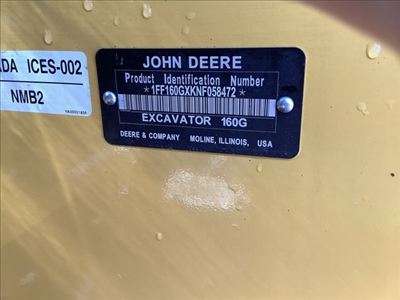 JOHN DEERE
Product Identification Number
*1FF160GXKNF058472*
EXCAVATOR 160G
DEERE & COMPANY MOLINE, ILLINOIS, USA
ADA ICES-002
NMB2